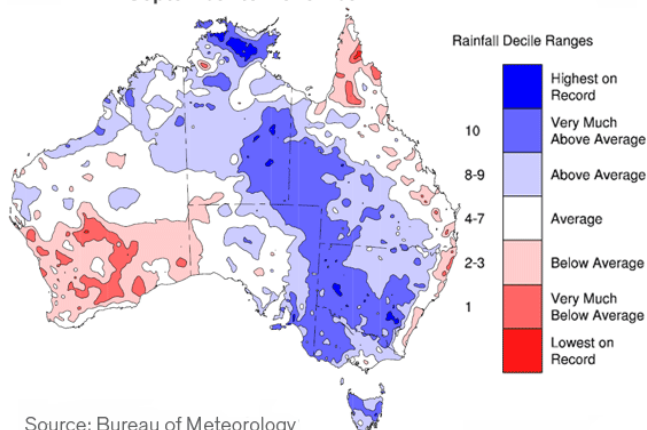 Rainfall Decile Ranges
Highest on
Record
10
Very Much
Above Average
8-9
Above Average
4-7
Average
2-3
Below Average
1
Very Much
Below Average
Lowest on
Record
Source: Bureau of Meteorology